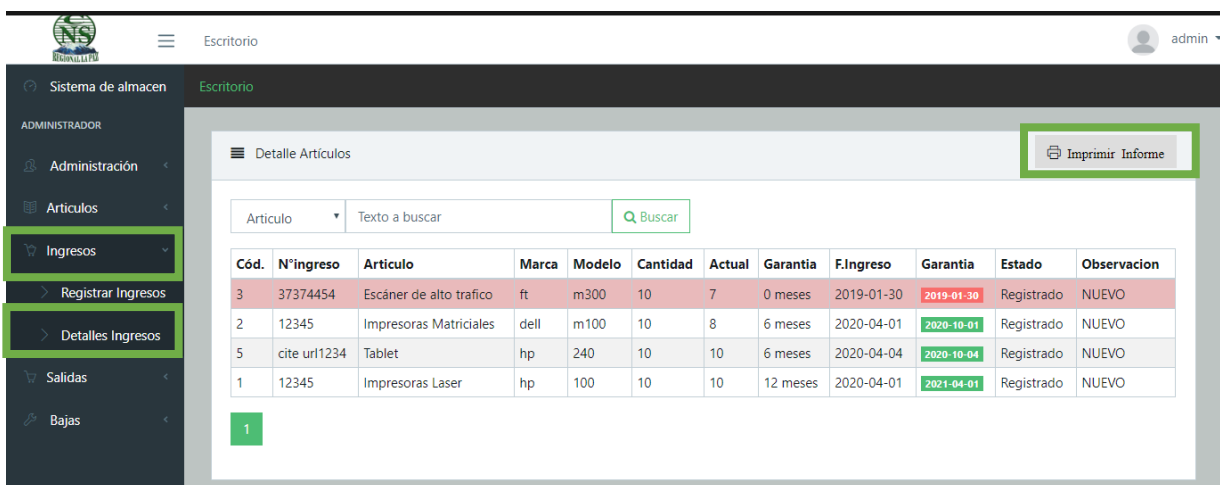 CNS
REGIONAL LA PAZ
Escritorio
admin
Sistema de almacen
Escritorio
ADMINISTRADOR
Administración
Articulos
Ingresos
Registrar Ingresos
Detalles Ingresos
Salidas
Bajas
Detalle Artículos
Imprimir Informe
Articulo Texto a buscar Buscar
Cód. N°ingreso Articulo Marca Modelo Cantidad Actual Garantia F.Ingreso Garantia Estado Observacion
3 37374454 Escáner de alto trafico ft m300 10 7 0 meses 2019-01-30 2019-01-30 Registrado NUEVO
2 12345 Impresoras Matriciales dell m100 10 8 6 meses 2020-04-01 2020-10-01 Registrado NUEVO
5 cite url1234 Tablet hp 240 10 10 6 meses 2020-04-04 2020-10-04 Registrado NUEVO
1 12345 Impresoras Laser hp 100 10 10 12 meses 2020-04-01 2021-04-01 Registrado NUEVO
1